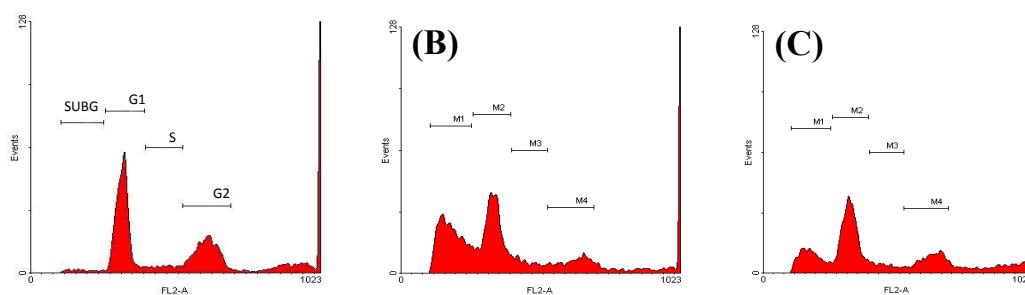 128
SUBG
G1
S
G2
Events
0
0
FL2-A
1023
(B)
128
M1
M2
M3
M4
Events
0
0
FL2-A
1023
(C)
128
M1
M2
M3
M4
Events
0
0
FL2-A